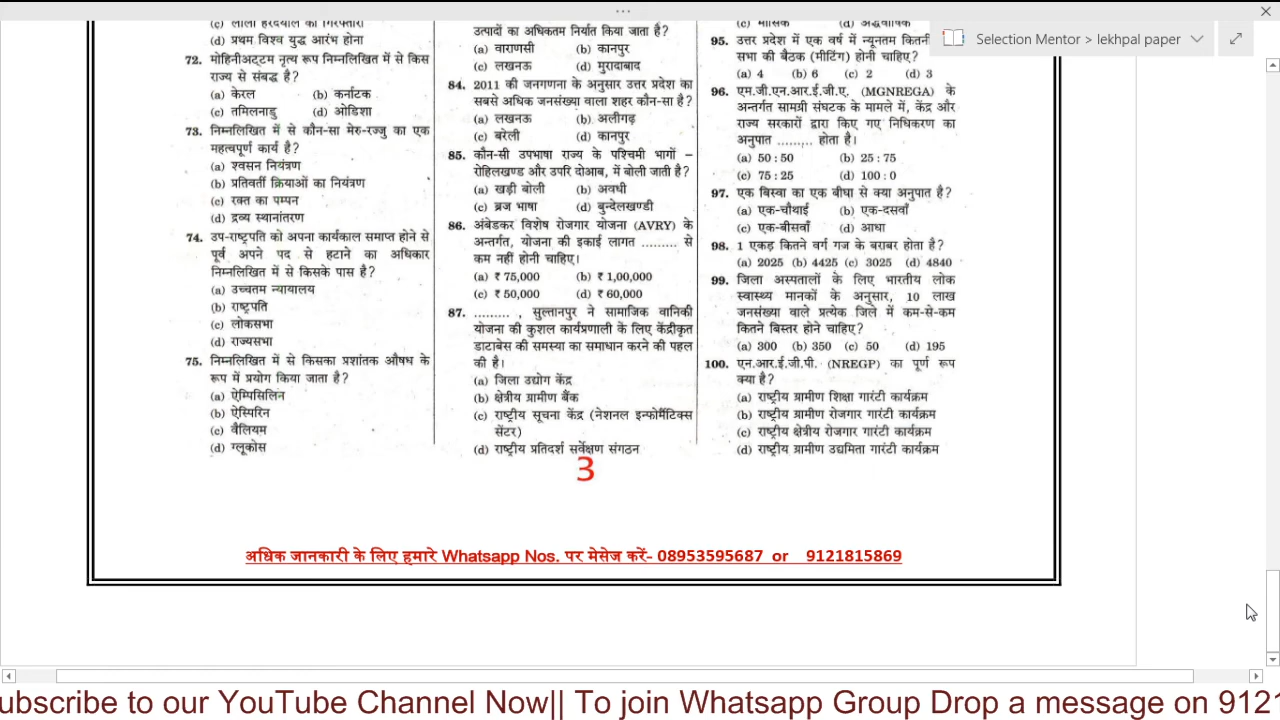 (c) लाला हरदयाल की गिरफ्तारी
(d) प्रथम विश्व युद्ध आरंभ होना
72. मोहिनीअट्टम नृत्य रूप निम्नलिखित में से किस
राज्य से संबद्ध है?
(a) केरल (b) कर्नाटक
(c) तमिलनाडु (d) ओडिशा
73. निम्नलिखित में से कौन-सा मेरु-रज्जु का एक
महत्वपूर्ण कार्य है?
(a) श्वसन नियंत्रण
(b) प्रतिवर्ती क्रियाओं का नियंत्रण
(c) रक्त का पम्पन
(d) द्रव्य स्थानांतरण
74. उप-राष्ट्रपति को अपना कार्यकाल समाप्त होने से
पूर्व अपने पद से हटाने का अधिकार
निम्नलिखित में से किसके पास है?
(a) उच्चतम न्यायालय
(b) राष्ट्रपति
(c) लोकसभा
(d) राज्यसभा
75. निम्नलिखित में से किसका प्रशांतक औषध के
रूप में प्रयोग किया जाता है?
(a) ऐम्पिसिलिन
(b) ऐस्पिरिन
(c) वैलियम
(d) ग्लूकोस
उत्पादों का अधिकतम निर्यात किया जाता है?
(a) वाराणसी (b) कानपुर
(c) लखनऊ (d) मुरादाबाद
84. 2011 की जनगणना के अनुसार उत्तर प्रदेश का
सबसे अधिक जनसंख्या वाला शहर कौन-सा है?
(a) लखनऊ (b) अलीगढ़
(c) बरेली (d) कानपुर
85. कौन-सी उपभाषा राज्य के पश्चिमी भागों –
रोहिलखण्ड और उपरि दोआब, में बोली जाती है?
(a) खड़ी बोली (b) अवधी
(c) ब्रज भाषा (d) बुन्देलखण्डी
86. अंबेडकर विशेष रोजगार योजना (AVRY) के
अन्तर्गत, योजना की इकाई लागत ......... से
कम नहीं होनी चाहिए।
(a) ₹ 75,000 (b) ₹ 1,00,000
(c) ₹ 50,000 (d) ₹ 60,000
87. ........., सुल्तानपुर ने सामाजिक वानिकी
योजना की कुशल कार्यप्रणाली के लिए केंद्रीकृत
डाटाबेस की समस्या का समाधान करने की पहल
की है।
(a) जिला उद्योग केंद्र
(b) क्षेत्रीय ग्रामीण बैंक
(c) राष्ट्रीय सूचना केंद्र (नेशनल इन्फोर्मैटिक्स
सेंटर)
(d) राष्ट्रीय प्रतिदर्श सर्वेक्षण संगठन
(c) मासिक (d) अर्द्धवार्षिक
95. उत्तर प्रदेश में एक वर्ष में न्यूनतम कितनी
सभा की बैठक (मीटिंग) होनी चाहिए?
(a) 4 (b) 6 (c) 2 (d) 3
96. एम.जी.एन.आर.ई.जी.ए. (MGNREGA) के
अन्तर्गत सामग्री संघटक के मामले में, केंद्र और
राज्य सरकारों द्वारा किए गए निधिकरण का
अनुपात ......... होता है।
(a) 50 : 50 (b) 25 : 75
(c) 75 : 25 (d) 100 : 0
97. एक बिस्वा का एक बीघा से क्या अनुपात है?
(a) एक-चौथाई (b) एक-दसवाँ
(c) एक-बीसवाँ (d) आधा
98. 1 एकड़ कितने वर्ग गज के बराबर होता है?
(a) 2025 (b) 4425 (c) 3025 (d) 4840
99. जिला अस्पतालों के लिए भारतीय लोक
स्वास्थ्य मानकों के अनुसार, 10 लाख
जनसंख्या वाले प्रत्येक जिले में कम-से-कम
कितने बिस्तर होने चाहिए?
(a) 300 (b) 350 (c) 50 (d) 195
100. एन.आर.ई.जी.पी. (NREGP) का पूर्ण रूप
क्या है?
(a) राष्ट्रीय ग्रामीण शिक्षा गारंटी कार्यक्रम
(b) राष्ट्रीय ग्रामीण रोजगार गारंटी कार्यक्रम
(c) राष्ट्रीय क्षेत्रीय रोजगार गारंटी कार्यक्रम
(d) राष्ट्रीय ग्रामीण उद्यमिता गारंटी कार्यक्रम
Selection Mentor > lekhpal paper
3
अधिक जानकारी के लिए हमारे Whatsapp Nos. पर मेसेज करें- 08953595687 or 9121815869
ubscribe to our YouTube Channel Now|| To join Whatsapp Group Drop a message on 9121